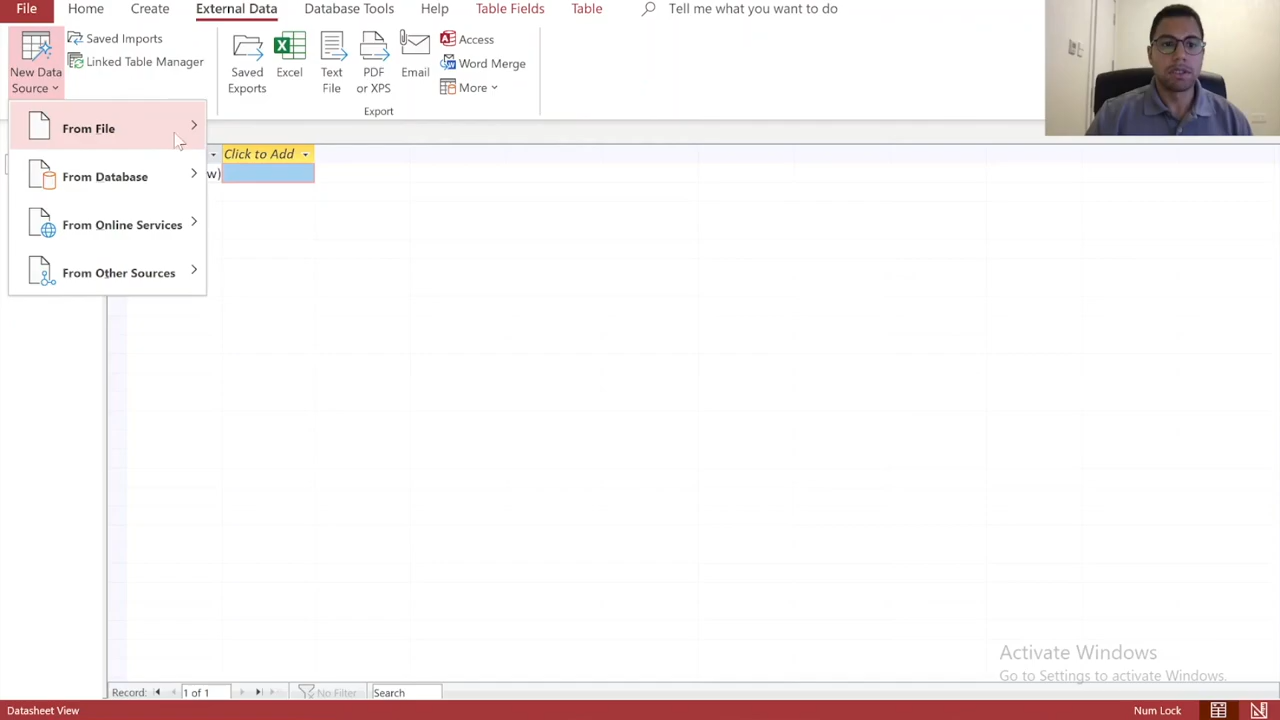 File Home Create External Data Database Tools Help Table Fields Table Tell me what you want to do
New Data Source
Saved Imports
Linked Table Manager
Saved Exports
Excel
Text File
PDF or XPS
Email
Access
Word Merge
More
Export
From File
From Database
From Online Services
From Other Sources
Click to Add
w)
Activate Windows
Go to Settings to activate Windows.
Record: 1 of 1 No Filter Search
Datasheet View Num Lock